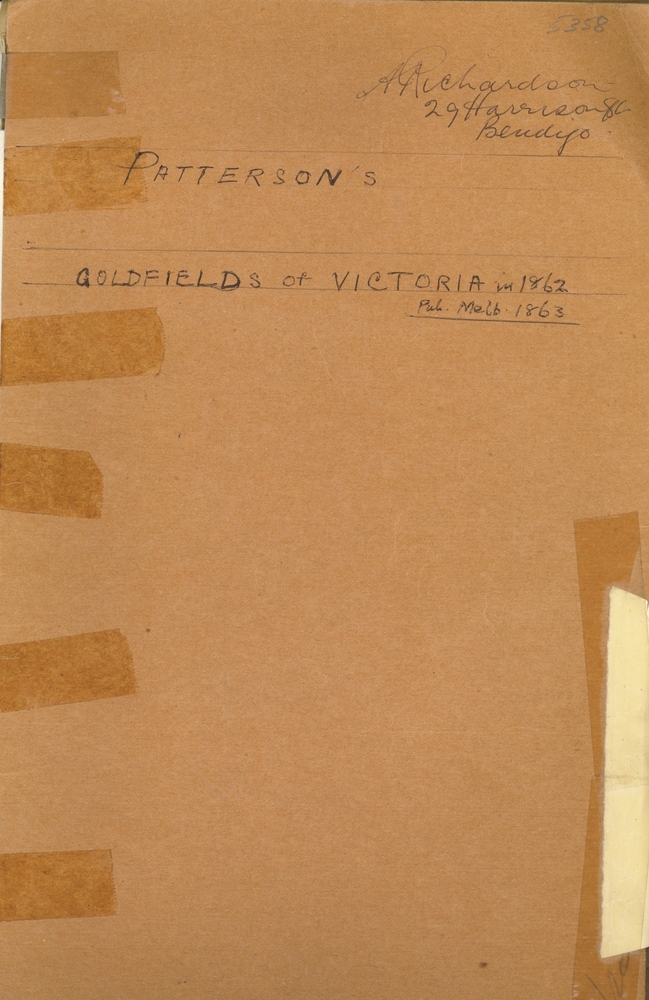 5358
A Richardson
29 Harrison St
Bendigo.
PATTERSON'S
GOLDFIELDS of VICTORIA in 1862
Pub. Melb. 1863